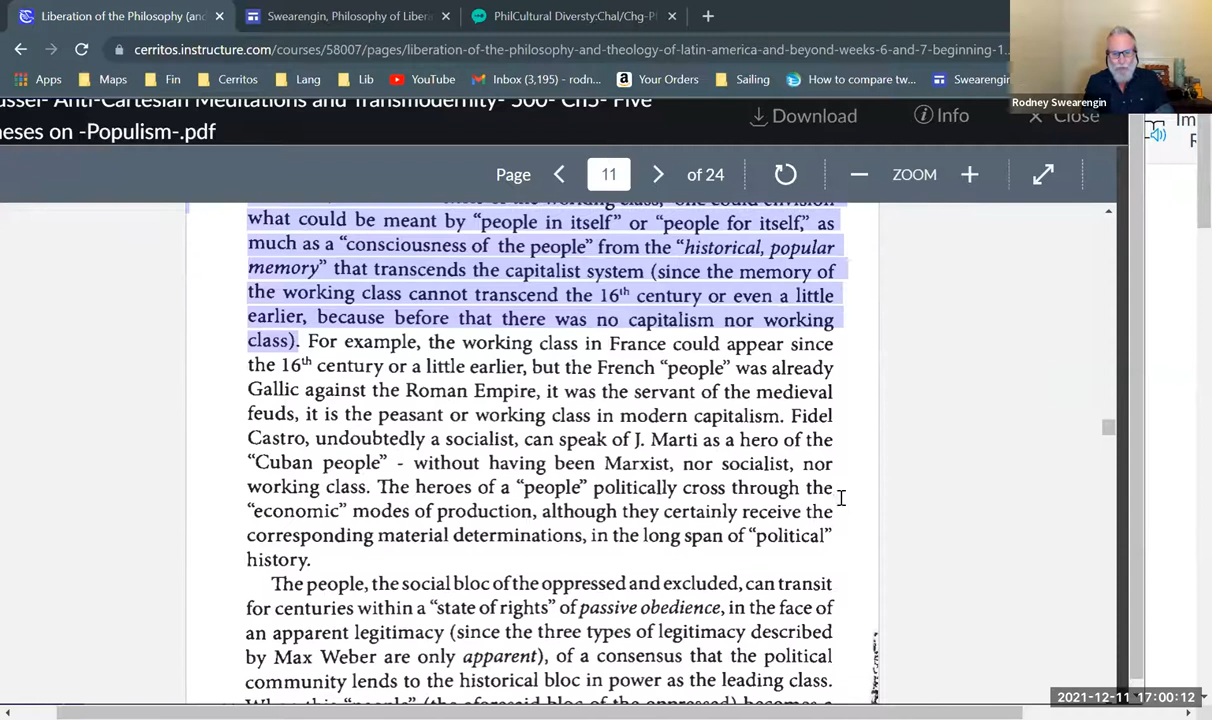 Liberation of the Philosophy (and
Swearengin, Philosophy of Libera
PhilCultural Diversty:Chal/Chg-P
cerritos.instructure.com/courses/58007/pages/liberation-of-the-philosophy-and-theology-of-latin-america-and-beyond-weeks-6-and-7-beginning-1...
Apps Maps Fin Cerritos Lang Lib YouTube Inbox (3,195) - rodn... Your Orders Sailing How to compare tw... Swearengin
Rodney Swearengin
ussel- Anti-Cartesian Meditations and Transmodernity- 300- Ch5- Five
heses on -Populism-.pdf
Download Info Close
Im
Page 11 of 24 ZOOM
what could be meant by “people in itself” or “people for itself,” as
much as a “consciousness of the people” from the “historical, popular
memory” that transcends the capitalist system (since the memory of
the working class cannot transcend the 16th century or even a little
earlier, because before that there was no capitalism nor working
class). For example, the working class in France could appear since
the 16th century or a little earlier, but the French “people” was already
Gallic against the Roman Empire, it was the servant of the medieval
feuds, it is the peasant or working class in modern capitalism. Fidel
Castro, undoubtedly a socialist, can speak of J. Marti as a hero of the
“Cuban people” - without having been Marxist, nor socialist, nor
working class. The heroes of a “people” politically cross through the
“economic” modes of production, although they certainly receive the
corresponding material determinations, in the long span of “political”
history.
The people, the social bloc of the oppressed and excluded, can transit
for centuries within a “state of rights” of passive obedience, in the face of
an apparent legitimacy (since the three types of legitimacy described
by Max Weber are only apparent), of a consensus that the political
community lends to the historical bloc in power as the leading class.
2021-12-11 17:00:12